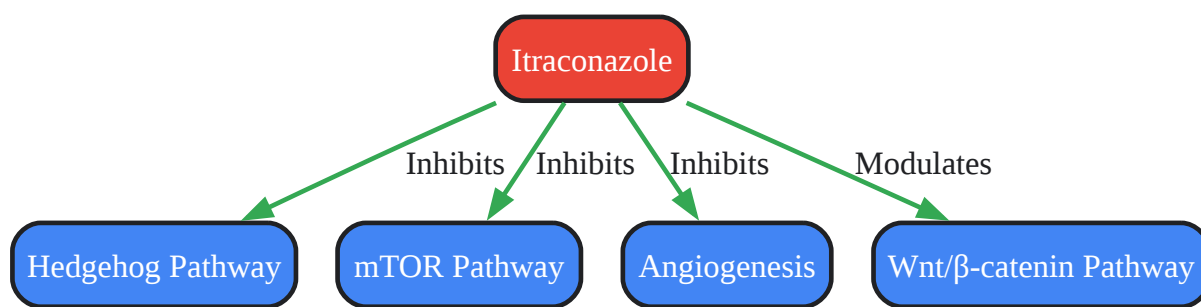 Itraconazole
Inhibits
Inhibits
Inhibits
Modulates
Hedgehog Pathway
mTOR Pathway
Angiogenesis
Wnt/β-catenin Pathway